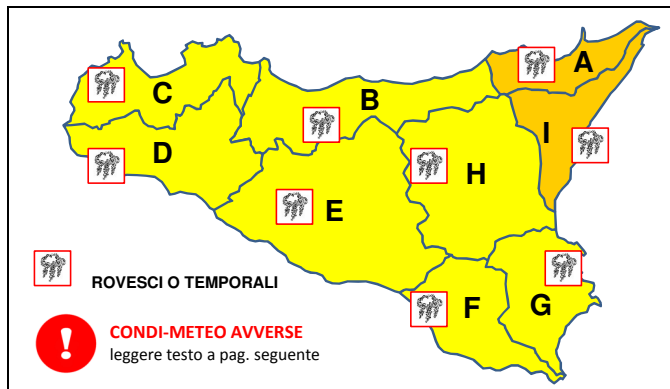 A
C
B
I
D
H
E
F
G
ROVESCI O TEMPORALI
!
CONDI-METEO AVVERSE
leggere testo a pag. seguente